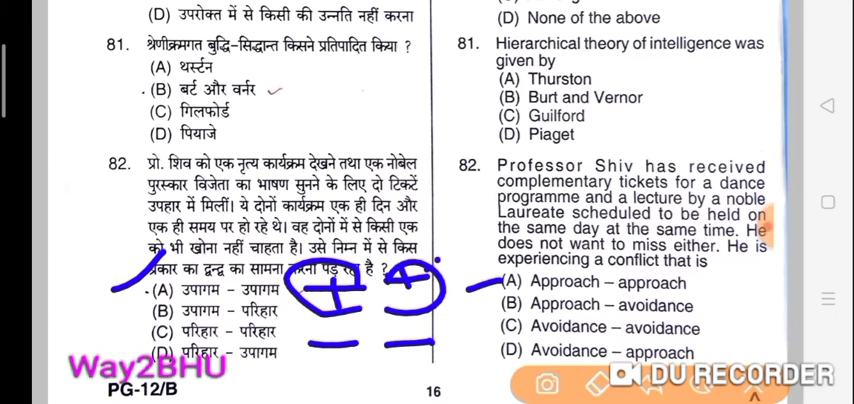 (D) उपरोक्त में से किसी की उन्नति नहीं करना
81. श्रेणीक्रमगत बुद्धि-सिद्धान्त किसने प्रतिपादित किया ?
(A) थर्स्टन
(B) बर्ट और वर्नर
(C) गिलफोर्ड
(D) पियाजे
82. प्रो. शिव को एक नृत्य कार्यक्रम देखने तथा एक नोबेल
पुरस्कार विजेता का भाषण सुनने के लिए दो टिकटें
उपहार में मिलीं। ये दोनों कार्यक्रम एक ही दिन और
एक ही समय पर हो रहे थे। वह दोनों में से किसी एक
को भी खोना नहीं चाहता है। उसे निम्न में से किस
प्रकार का द्वन्द्व का सामना करना पड़ रहा है ?
(A) उपागम - उपागम
(B) उपागम - परिहार
(C) परिहार - परिहार
(D) परिहार - उपागम
Way2BHU
PG-12/B
16
(D) None of the above
81. Hierarchical theory of intelligence was
given by
(A) Thurston
(B) Burt and Vernor
(C) Guilford
(D) Piaget
82. Professor Shiv has received
complementary tickets for a dance
programme and a lecture by a noble
Laureate scheduled to be held on
the same day at the same time. He
does not want to miss either. He is
experiencing a conflict that is
(A) Approach – approach
(B) Approach – avoidance
(C) Avoidance – avoidance
(D) Avoidance – approach
DU RECORDER